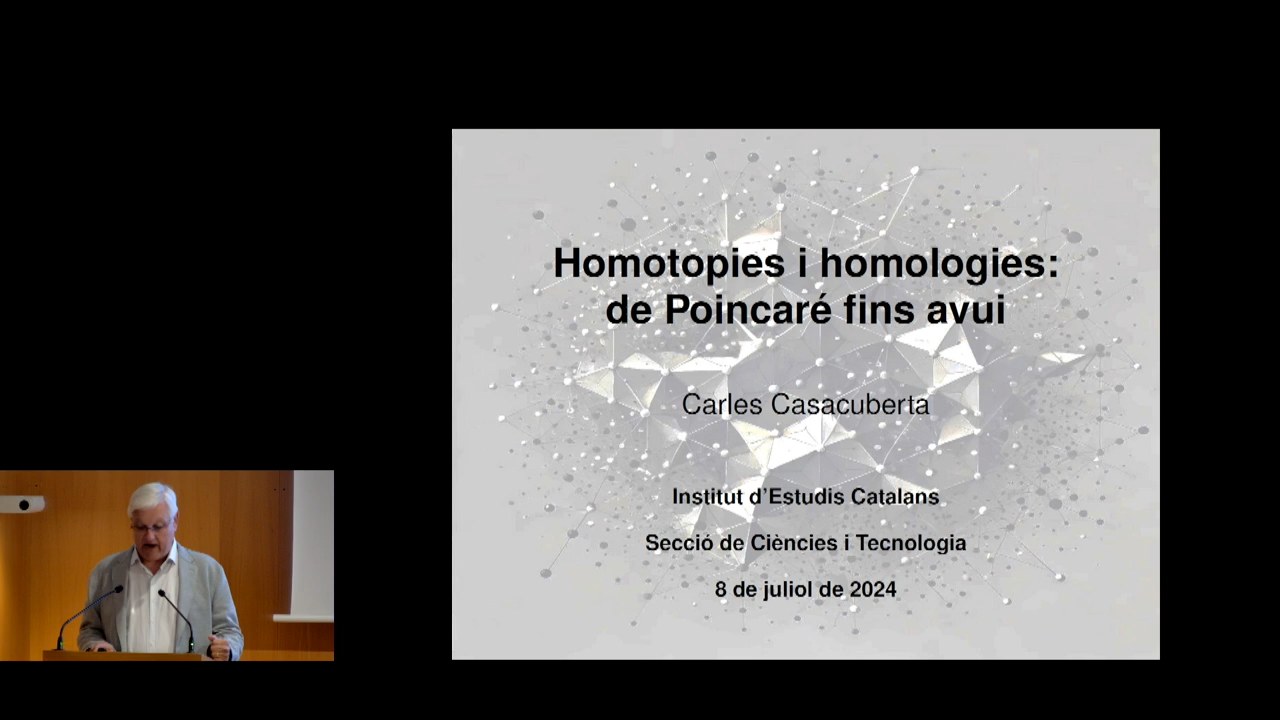 Homotopies i homologies:
de Poincaré fins avui
Carles Casacuberta
Institut d'Estudis Catalans
Secció de Ciències i Tecnologia
8 de juliol de 2024